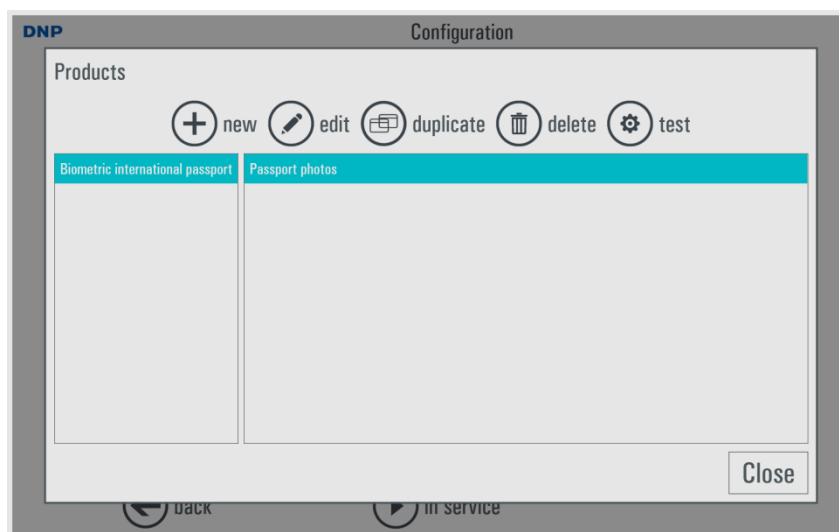 DNP Configuration
Products
new edit duplicate delete test
Biometric international passport Passport photos
Close
back in service